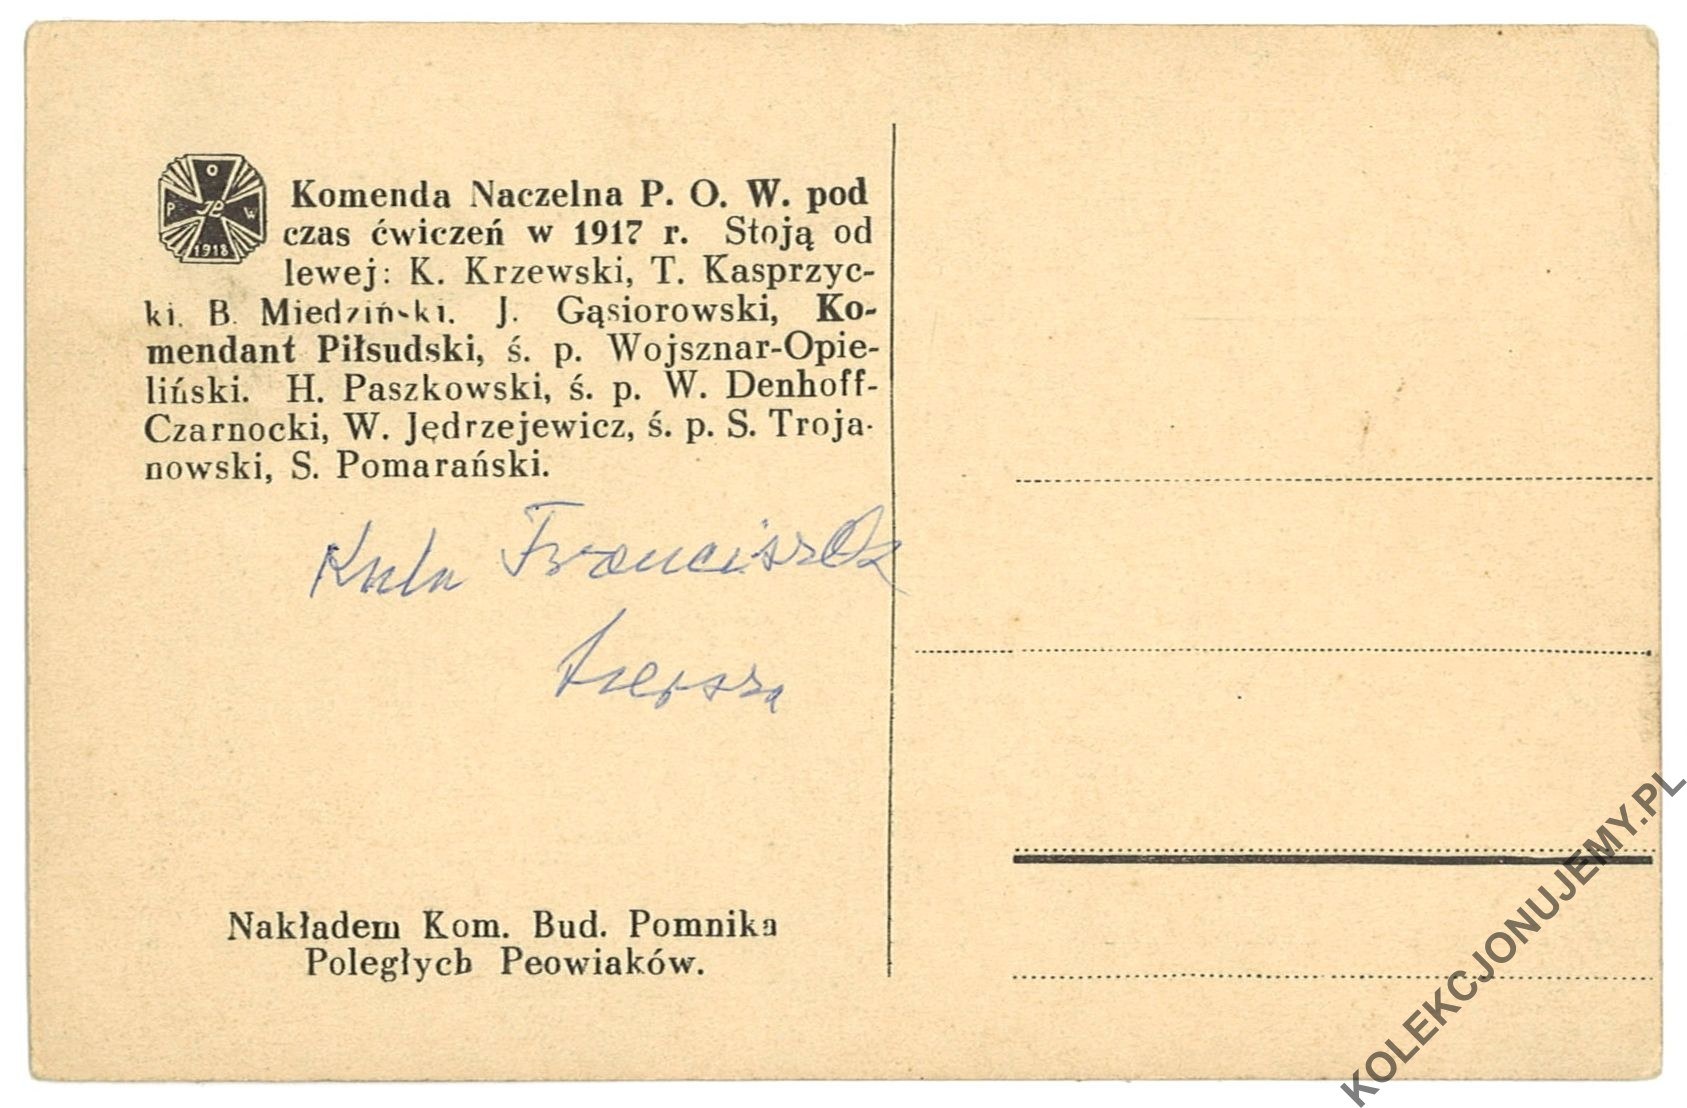 O
P JP W
1918
Komenda Naczelna P. O. W. pod
czas ćwiczeń w 1917 r. Stoją od
lewej: K. Krzewski, T. Kasprzyc-
ki. B. Miedziński. J. Gąsiorowski, Ko-
mendant Piłsudski, ś. p. Wojsznar-Opie-
liński. H. Paszkowski, ś. p. W. Denhoff-
Czarnocki, W. Jędrzejewicz, ś. p. S. Troja-
nowski, S. Pomarański.
Franciszek
Nakładem Kom. Bud. Pomnika
Poległych Peowiaków.
KOLEKCJONUJEMY.PL